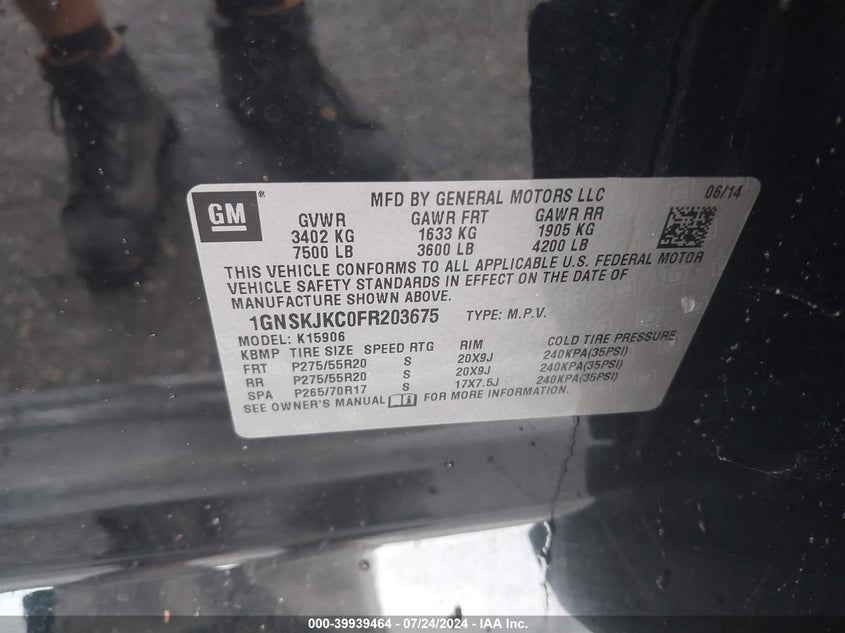 GM
®
MFD BY GENERAL MOTORS LLC
06/14
GVWR GAWR FRT GAWR RR
3402 KG 1633 KG 1905 KG
7500 LB 3600 LB 4200 LB
THIS VEHICLE CONFORMS TO ALL APPLICABLE U.S. FEDERAL MOTOR
VEHICLE SAFETY STANDARDS IN EFFECT ON THE DATE OF
MANUFACTURE SHOWN ABOVE.
1GNSKJKC0FR203675 TYPE: M.P.V.
MODEL: K15906
KBMP TIRE SIZE SPEED RTG RIM COLD TIRE PRESSURE
FRT P275/55R20 S 20X9J 240KPA(35PSI)
RR P275/55R20 S 20X9J 240KPA(35PSI)
SPA P265/70R17 S 17X7.5J 240KPA(35PSI)
SEE OWNER'S MANUAL i FOR MORE INFORMATION.
000-39939464 / 07/24/2024 - IAA Inc.